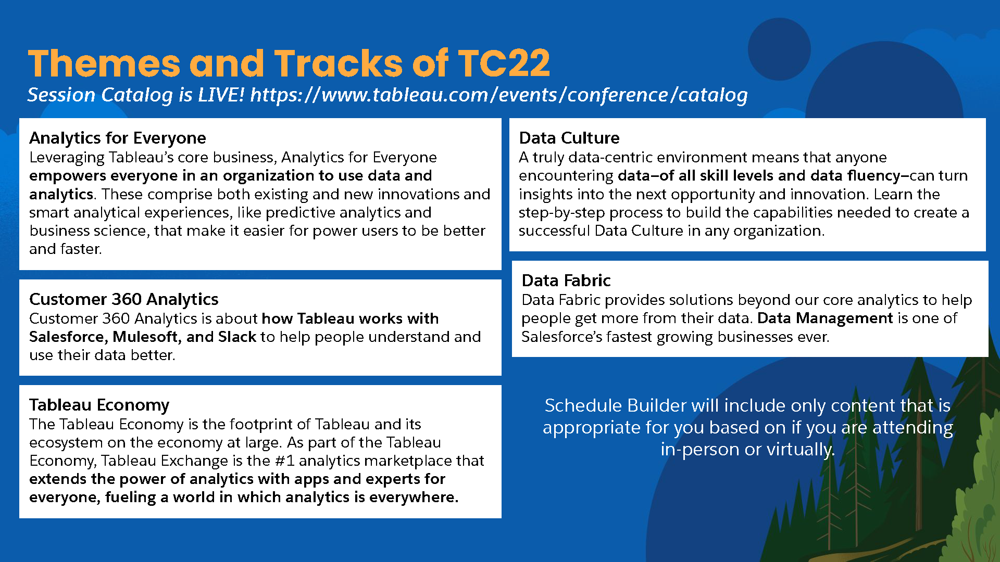 Themes and Tracks of TC22
Session Catalog is LIVE! https://www.tableau.com/events/conference/catalog
Analytics for Everyone
Leveraging Tableau’s core business, Analytics for Everyone
empowers everyone in an organization to use data and
analytics. These comprise both existing and new innovations and
smart analytical experiences, like predictive analytics and
business science, that make it easier for power users to be better
and faster.
Customer 360 Analytics
Customer 360 Analytics is about how Tableau works with
Salesforce, Mulesoft, and Slack to help people understand and
use their data better.
Tableau Economy
The Tableau Economy is the footprint of Tableau and its
ecosystem on the economy at large. As part of the Tableau
Economy, Tableau Exchange is the #1 analytics marketplace that
extends the power of analytics with apps and experts for
everyone, fueling a world in which analytics is everywhere.
Data Culture
A truly data-centric environment means that anyone
encountering data—of all skill levels and data fluency—can turn
insights into the next opportunity and innovation. Learn the
step-by-step process to build the capabilities needed to create a
successful Data Culture in any organization.
Data Fabric
Data Fabric provides solutions beyond our core analytics to help
people get more from their data. Data Management is one of
Salesforce’s fastest growing businesses ever.
Schedule Builder will include only content that is
appropriate for you based on if you are attending
in-person or virtually.